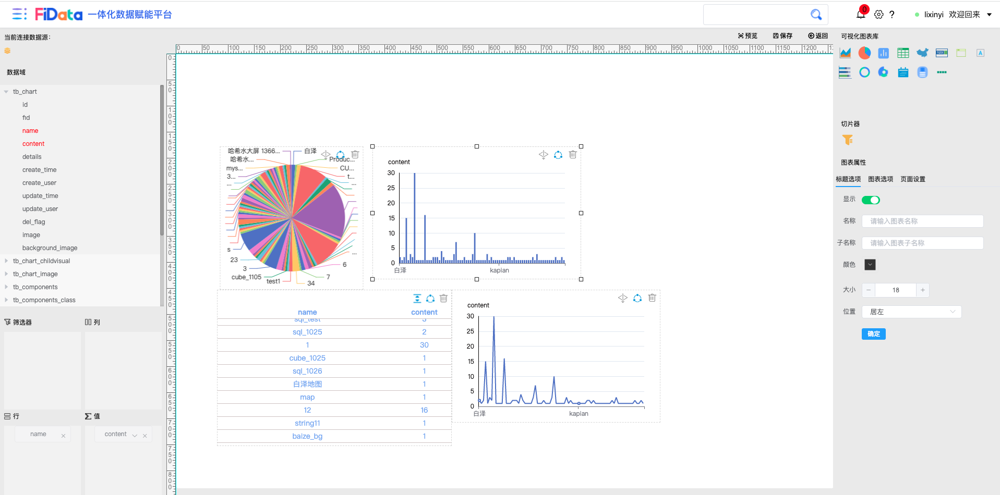 FiData 一体化数据赋能平台
0
?
lixinyi 欢迎回来
当前连接数据源:
预览 保存 返回
可视化图表库
0 50 100 150 200 250 300 350 400 450 500 550 600 650 700 750 800 850 900 950 1000 1050 1100 1150 1200
数据域
tb_chart
id
fid
name
content
details
create_time
create_user
update_time
update_user
del_flag
image
background_image
tb_chart_childvisual
tb_chart_image
tb_components
tb_components_class
筛选器
列
行
值
name
content
0
50
100
150
200
250
300
350
400
450
500
550
600
650
700
750
800
哈希水大屏 1366...
白泽
哈希水...
Produc...
mys...
CU...
3...
t...
...
...
s
...
23
6
3
7
cube_1105
test1
34
content
30
25
20
15
10
5
0
白泽
kapian
name content
sql_test 3
sql_1025 2
1 30
cube_1025 1
sql_1026 1
白泽地图 1
map 1
12 16
string11 1
baize_bg 1
content
30
25
20
15
10
5
0
白泽
kapian
123
A
切片器
图表属性
标题选项 图表选项 页面设置
显示
名称 请输入图表名称
子名称 请输入图表子名称
颜色
大小 − 18 +
位置 居左
确定